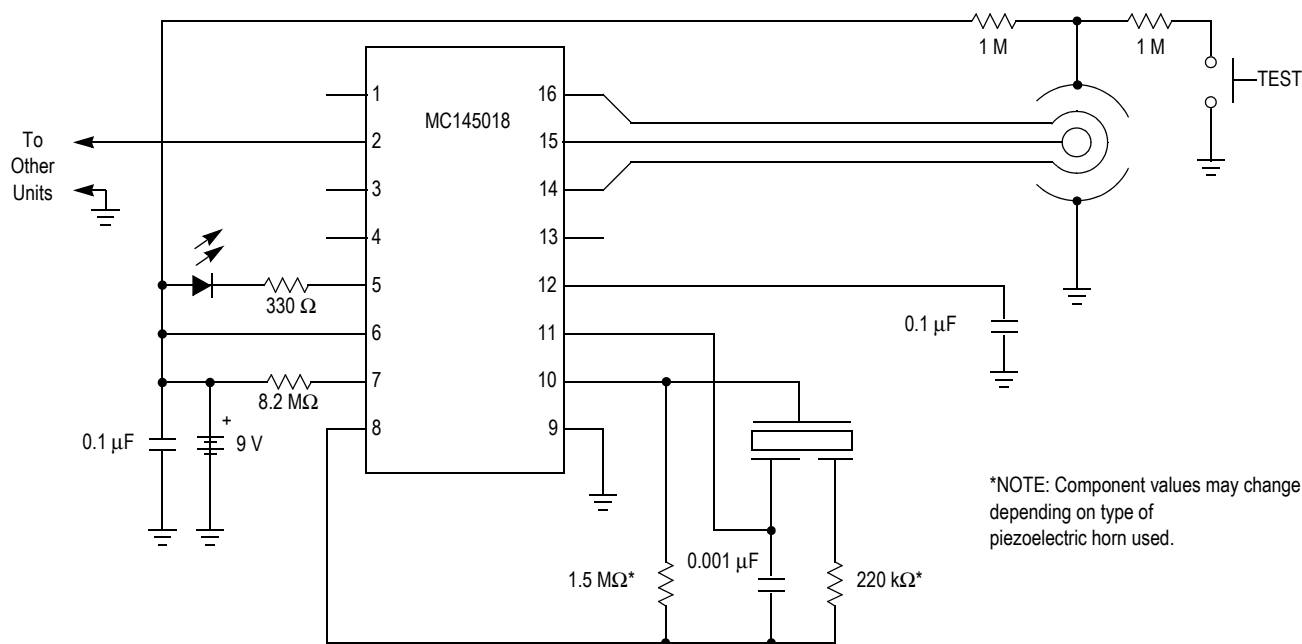 1 M
1 M
TEST
MC145018
1
16
To
Other
Units
2
15
3
14
4
13
5
12
330 Ω
6
11
0.1 µF
7
10
8.2 MΩ
8
9
0.1 µF
+
9 V
*NOTE: Component values may change
depending on type of
piezoelectric horn used.
1.5 MΩ*
0.001 µF
220 kΩ*